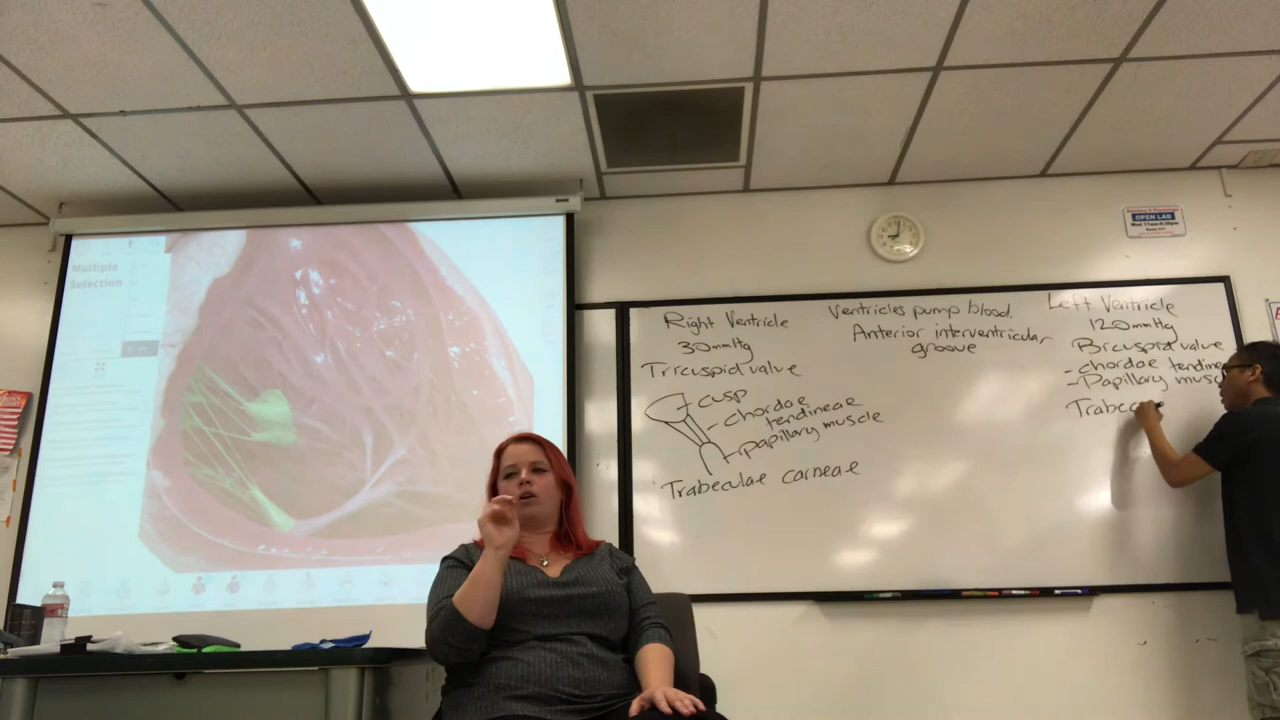 Multiple
Selection
OPEN LAB
Right Ventricle
30mmHg
Tricuspid valve
cusp
- chordae
tendineae
papillary muscle
Trabeculae carneae
Ventricles pump blood.
Anterior interventricular
groove
Left Ventricle
120mmHg
Bicuspid valve
- chordae tendine
- Papillary musc
Trabec